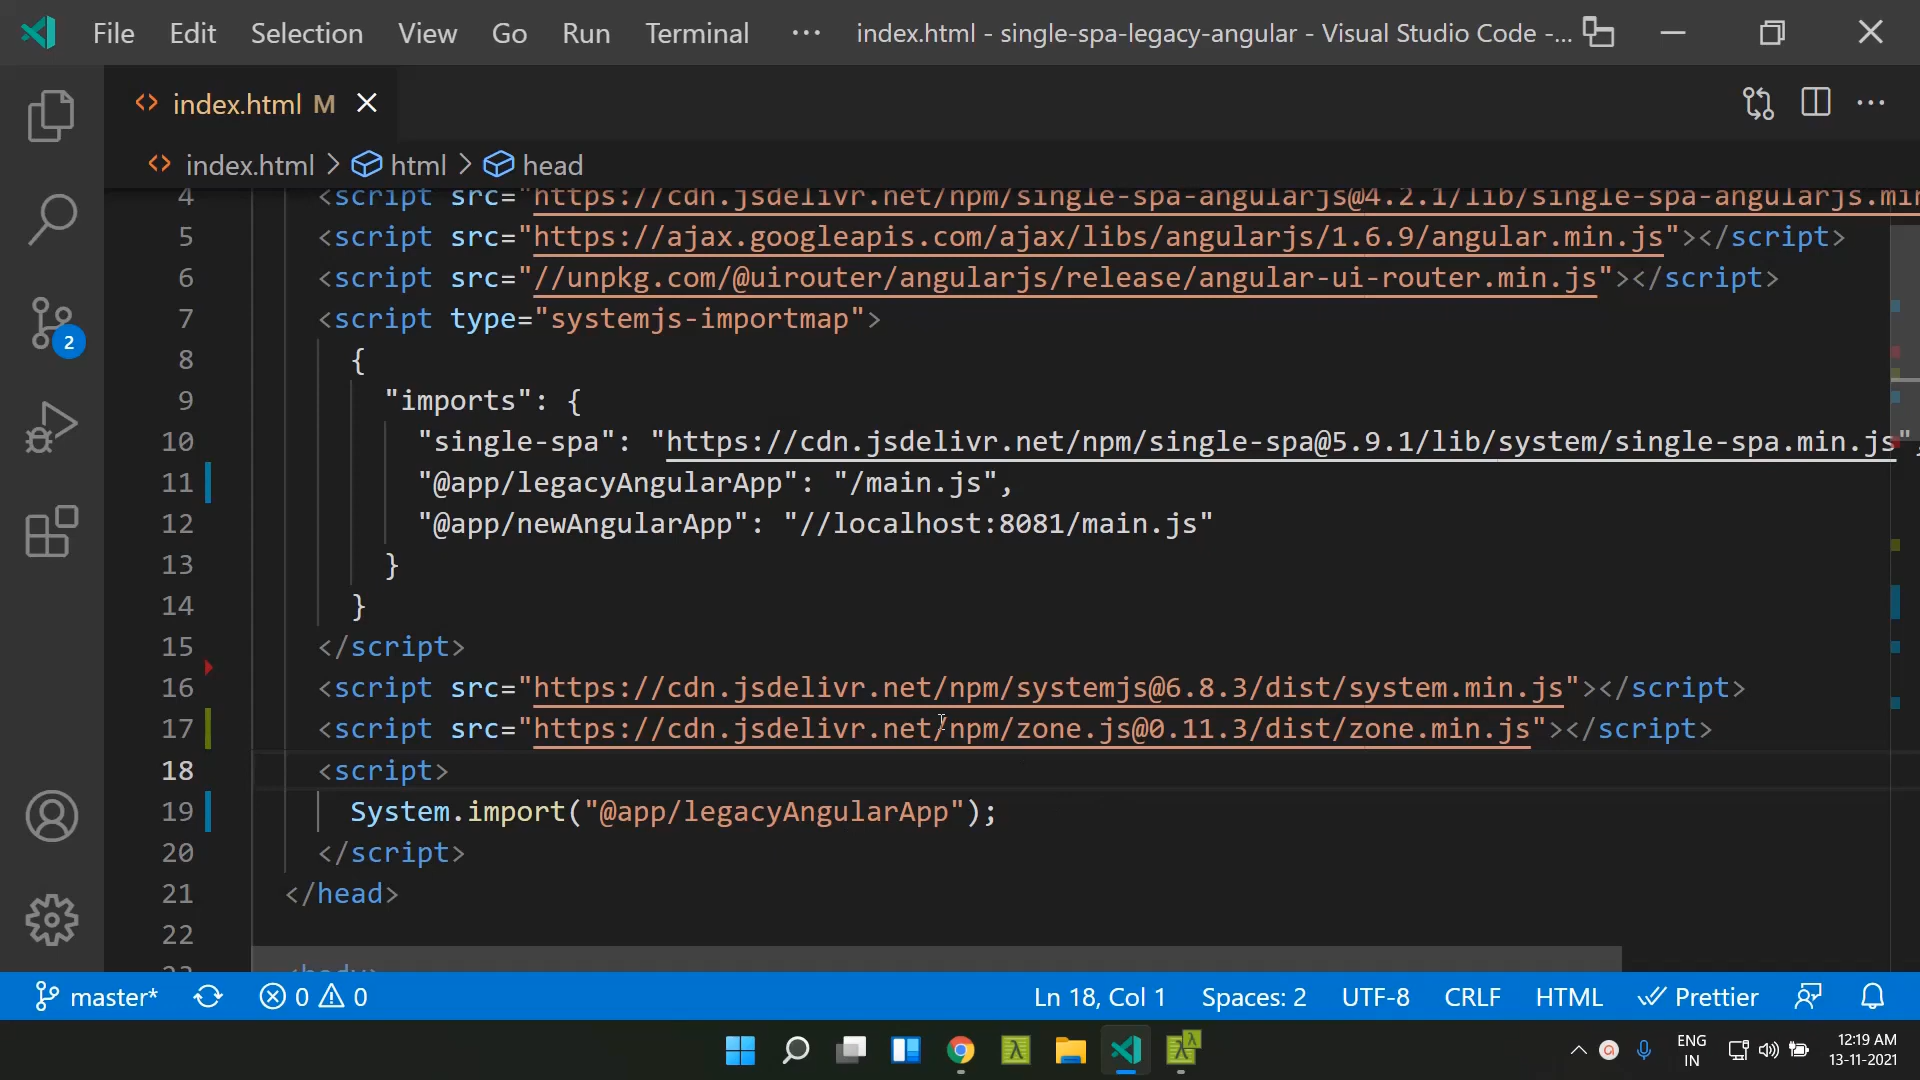 File Edit Selection View Go Run Terminal ··· index.html - single-spa-legacy-angular - Visual Studio Code -...
index.html M
index.html > html > head
4 <script src="https://cdn.jsdelivr.net/npm/single-spa-angularjs@4.2.1/lib/single-spa-angularjs.min
5 <script src="https://ajax.googleapis.com/ajax/libs/angularjs/1.6.9/angular.min.js"></script>
6 <script src="//unpkg.com/@uirouter/angularjs/release/angular-ui-router.min.js"></script>
7 <script type="systemjs-importmap">
8 {
9 "imports": {
10 "single-spa": "https://cdn.jsdelivr.net/npm/single-spa@5.9.1/lib/system/single-spa.min.js",
11 "@app/legacyAngularApp": "/main.js",
12 "@app/newAngularApp": "//localhost:8081/main.js"
13 }
14 }
15 </script>
16 <script src="https://cdn.jsdelivr.net/npm/systemjs@6.8.3/dist/system.min.js"></script>
17 <script src="https://cdn.jsdelivr.net/npm/zone.js@0.11.3/dist/zone.min.js"></script>
18 <script>
19 System.import("@app/legacyAngularApp");
20 </script>
21 </head>
22
23 <body>
2
master* 0 0 Ln 18, Col 1 Spaces: 2 UTF-8 CRLF HTML Prettier
ENG IN 12:19 AM
13-11-2021